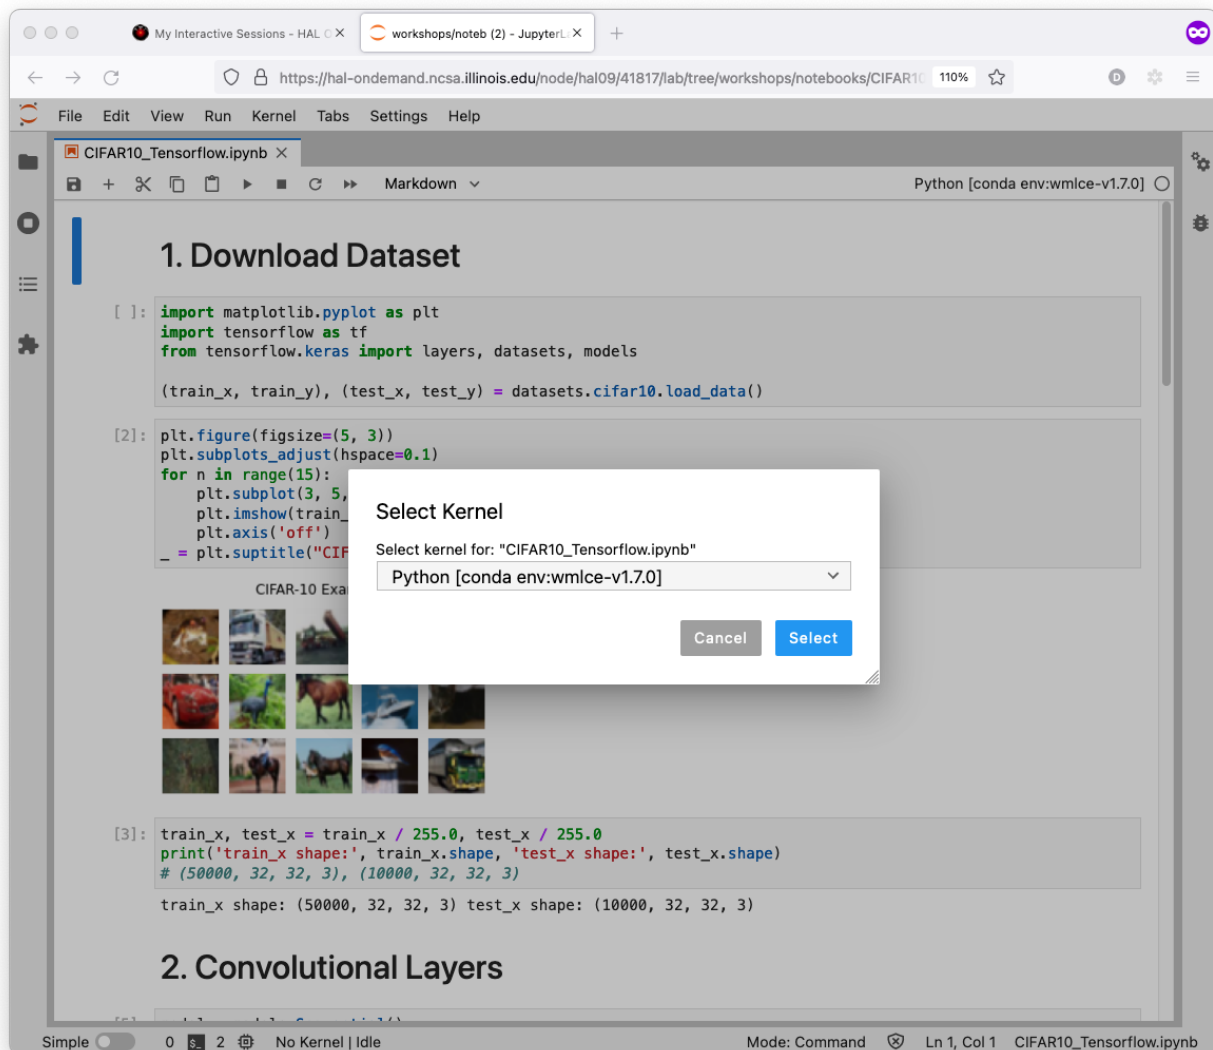 My Interactive Sessions - HAL O
workshops/noteb (2) - JupyterL
https://hal-ondemand.ncsa.illinois.edu/node/hal09/41817/lab/tree/workshops/notebooks/CIFAR10
110%
D
File Edit View Run Kernel Tabs Settings Help
CIFAR10_Tensorflow.ipynb
Markdown
Python [conda env:wmlce-v1.7.0]
1. Download Dataset
[ ]: import matplotlib.pyplot as plt
import tensorflow as tf
from tensorflow.keras import layers, datasets, models
(train_x, train_y), (test_x, test_y) = datasets.cifar10.load_data()
[2]: plt.figure(figsize=(5, 3))
plt.subplots_adjust(hspace=0.1)
for n in range(15):
plt.subplot(3, 5,
plt.imshow(train_
plt.axis('off')
_ = plt.suptitle("CIF
CIFAR-10 Exa
Select Kernel
Select kernel for: "CIFAR10_Tensorflow.ipynb"
Python [conda env:wmlce-v1.7.0]
Cancel Select
[3]: train_x, test_x = train_x / 255.0, test_x / 255.0
print('train_x shape:', train_x.shape, 'test_x shape:', test_x.shape)
# (50000, 32, 32, 3), (10000, 32, 32, 3)
train_x shape: (50000, 32, 32, 3) test_x shape: (10000, 32, 32, 3)
2. Convolutional Layers
Simple 0 $_ 2 No Kernel | Idle Mode: Command Ln 1, Col 1 CIFAR10_Tensorflow.ipynb